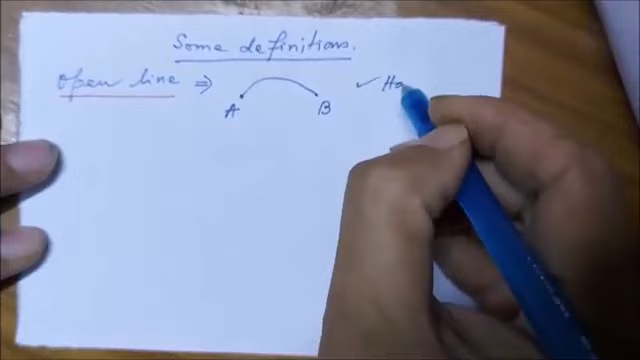 Some definitions.
open line ⇒ A B ✓ Ha